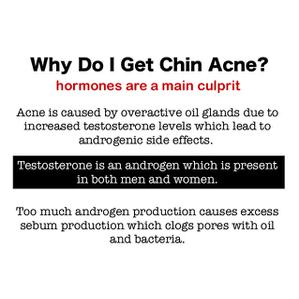 Why Do I Get Chin Acne?
hormones are a main culprit
Acne is caused by overactive oil glands due to
increased testosterone levels which lead to
androgenic side effects.
Testosterone is an androgen which is present
in both men and women.
Too much androgen production causes excess
sebum production which clogs pores with oil
and bacteria.